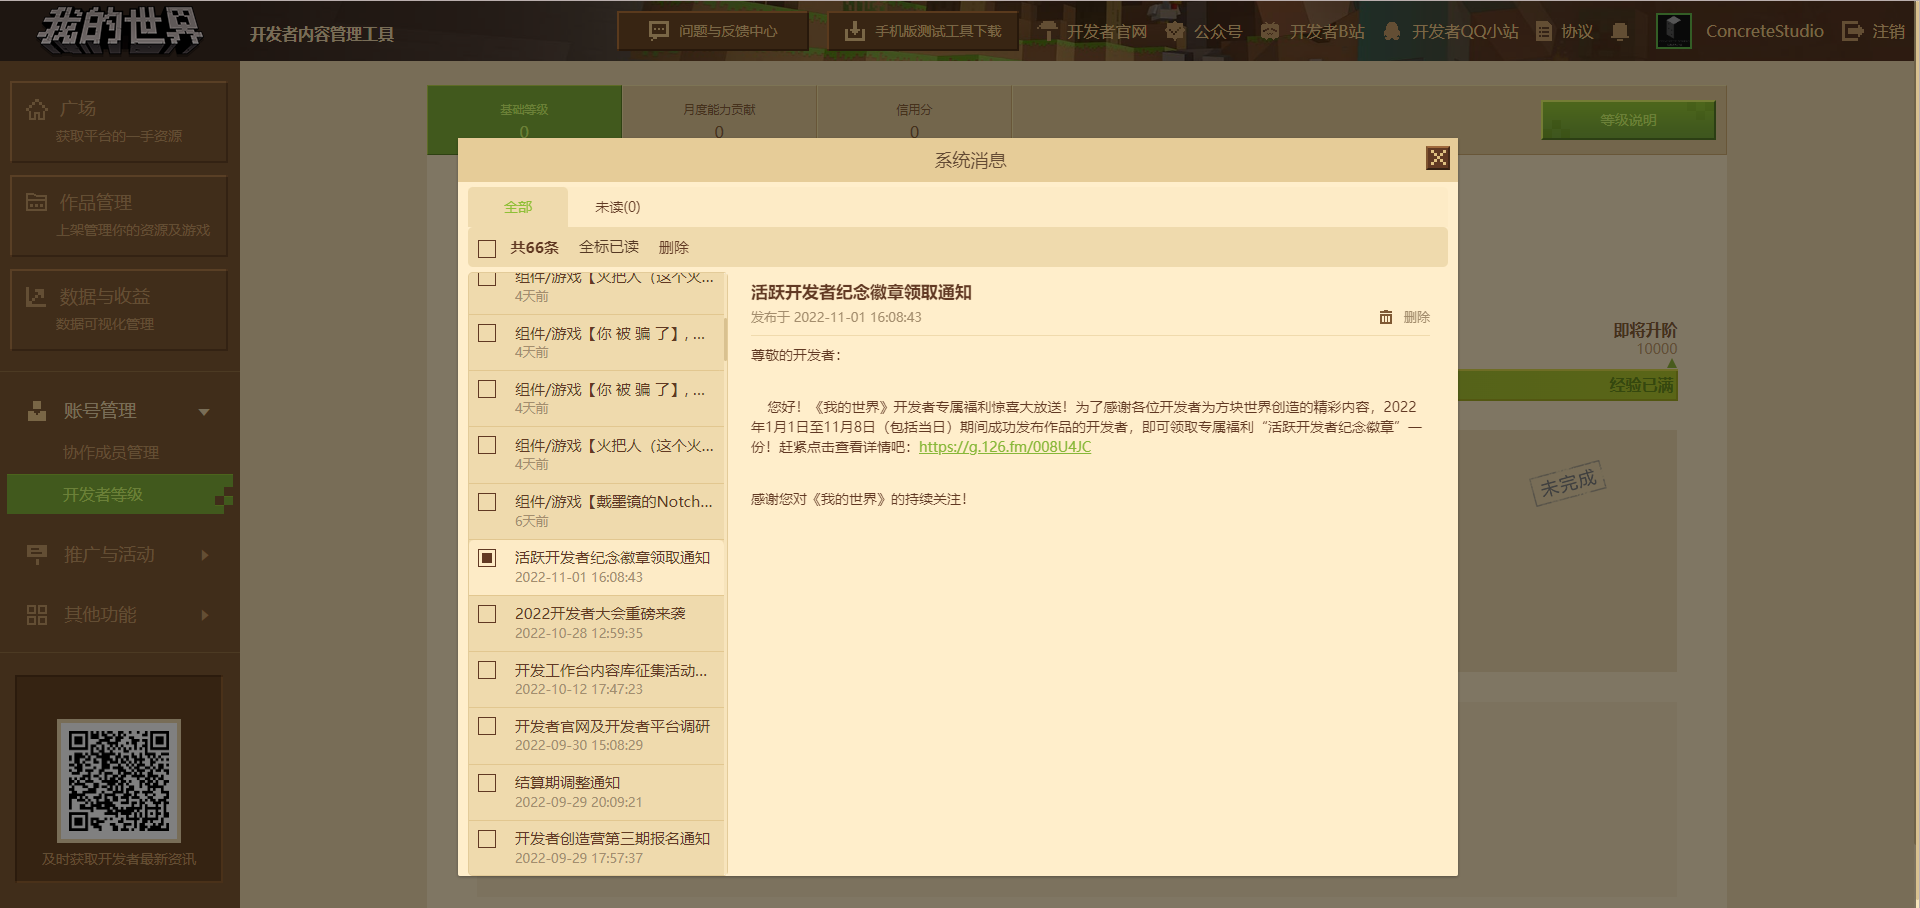 我的世界
开发者内容管理工具
问题与反馈中心
手机版测试工具下载
开发者官网
公众号
开发者B站
开发者QQ小站
协议
ConcreteStudio
注销
广场
获取平台的一手资源
作品管理
上架管理你的资源及游戏
数据与收益
数据可视化管理
账号管理
协作成员管理
开发者等级
推广与活动
其他功能
及时获取开发者最新资讯
基础等级
0
月度能力贡献
0
信用分
0
等级说明
即将升阶
10000
经验已满
未完成
系统消息
全部
未读(0)
共66条
全标已读
删除
组件/游戏【火把人（这个火...
4天前
组件/游戏【你 被 骗 了】, ...
4天前
组件/游戏【你 被 骗 了】, ...
4天前
组件/游戏【火把人（这个火...
4天前
组件/游戏【戴墨镜的Notch...
6天前
活跃开发者纪念徽章领取通知
2022-11-01 16:08:43
2022开发者大会重磅来袭
2022-10-28 12:59:35
开发工作台内容库征集活动...
2022-10-12 17:47:23
开发者官网及开发者平台调研
2022-09-30 15:08:29
结算期调整通知
2022-09-29 20:09:21
开发者创造营第三期报名通知
2022-09-29 17:57:37
活跃开发者纪念徽章领取通知
发布于 2022-11-01 16:08:43
删除
尊敬的开发者：
您好！《我的世界》开发者专属福利惊喜大放送！为了感谢各位开发者为方块世界创造的精彩内容，2022
年1月1日至11月8日（包括当日）期间成功发布作品的开发者，即可领取专属福利“活跃开发者纪念徽章”一
份！赶紧点击查看详情吧：https://g.126.fm/008U4JC
感谢您对《我的世界》的持续关注！